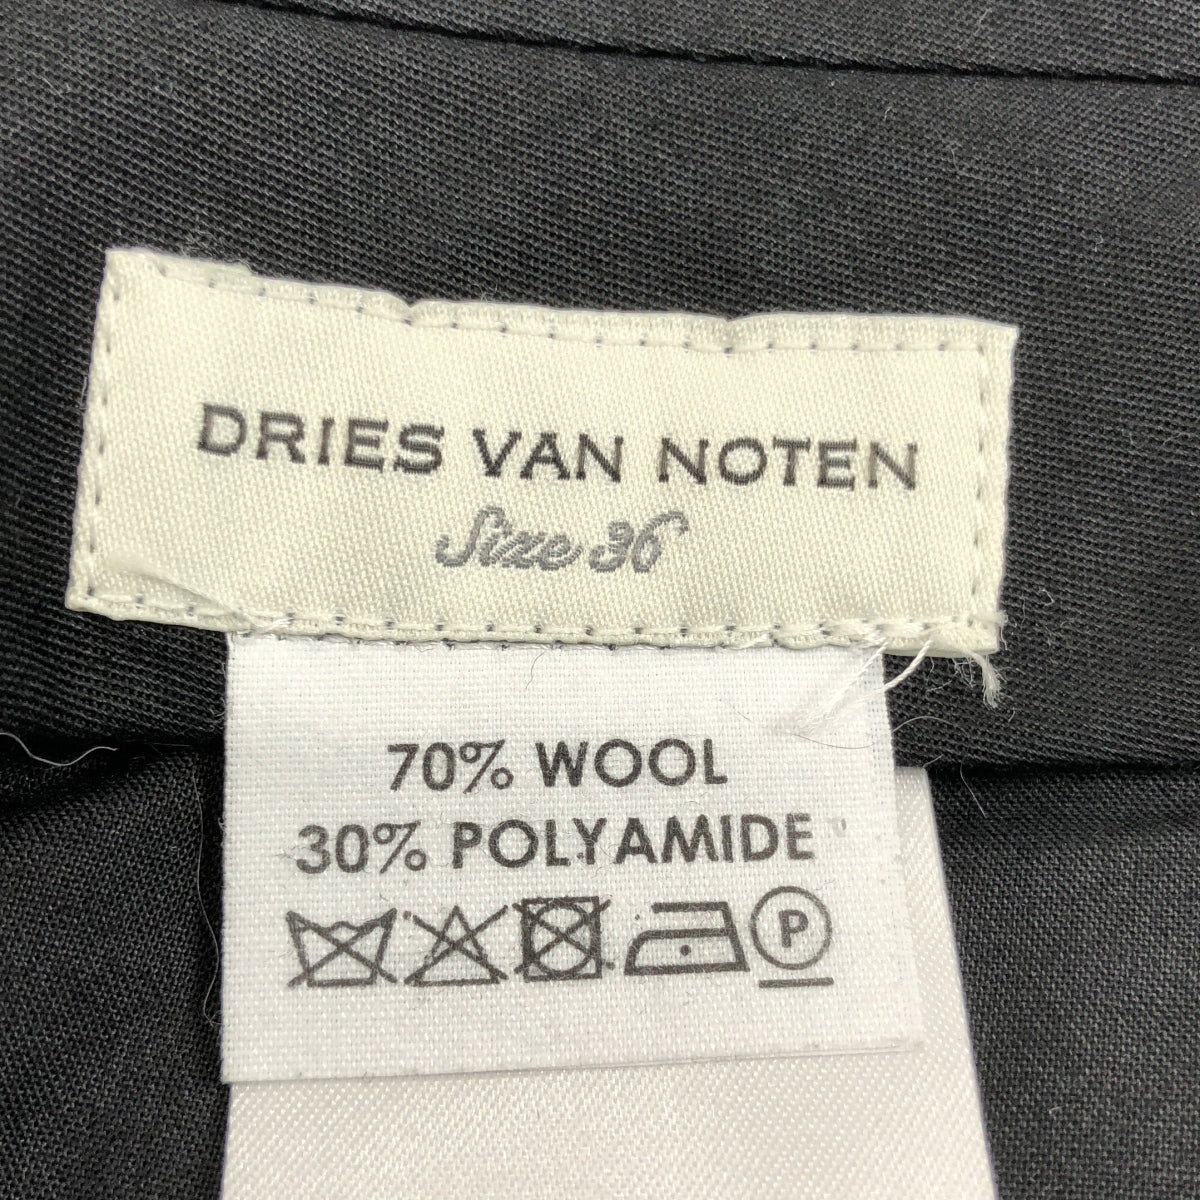 DRIES VAN NOTEN
Size 36
70% WOOL
30% POLYAMIDE
P